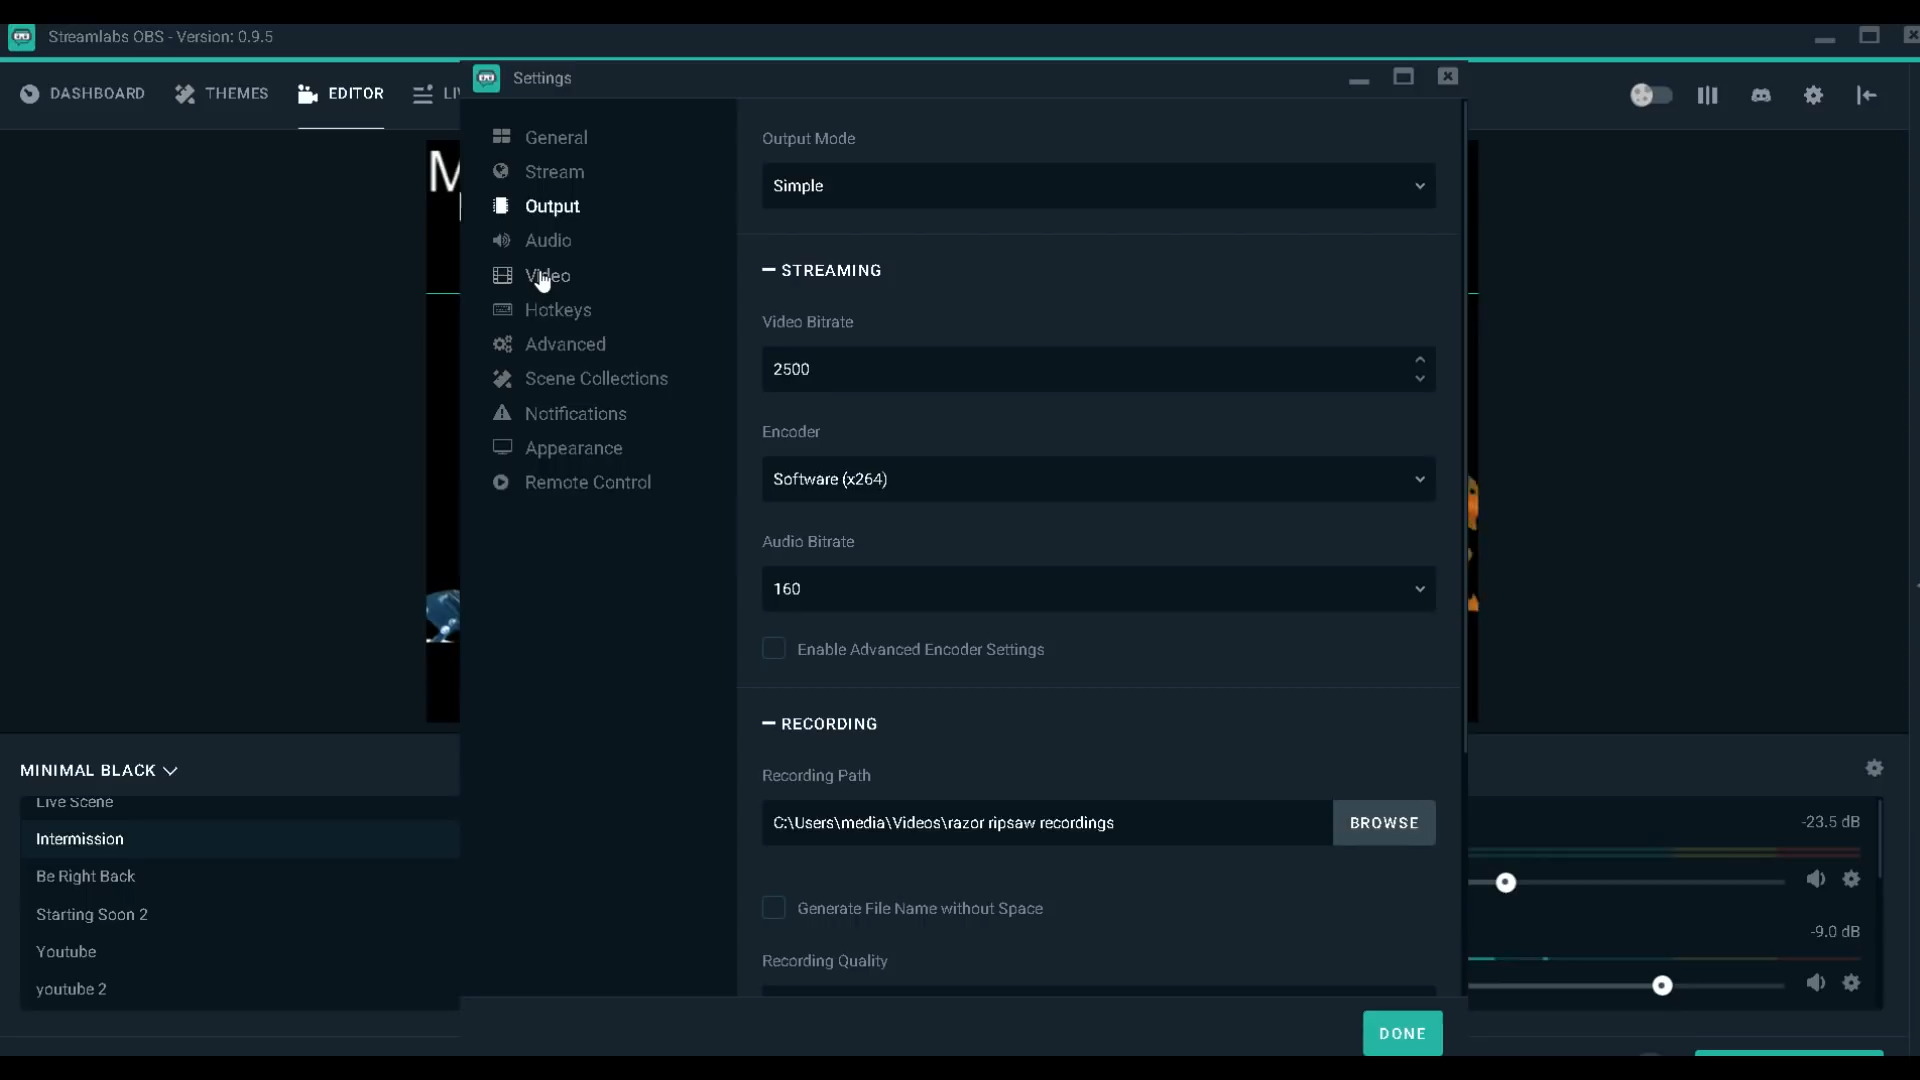 Streamlabs OBS - Version: 0.9.5
Settings
DASHBOARD
THEMES
EDITOR
General
Stream
Output
Audio
Video
Hotkeys
Advanced
Scene Collections
Notifications
Appearance
Remote Control
Output Mode
Simple
STREAMING
Video Bitrate
2500
Encoder
Software (x264)
Audio Bitrate
160
Enable Advanced Encoder Settings
RECORDING
Recording Path
C:\Users\media\Videos\razor ripsaw recordings
BROWSE
Generate File Name without Space
Recording Quality
DONE
MINIMAL BLACK
Live Scene
Intermission
Be Right Back
Starting Soon 2
Youtube
youtube 2
-23.5 dB
-9.0 dB